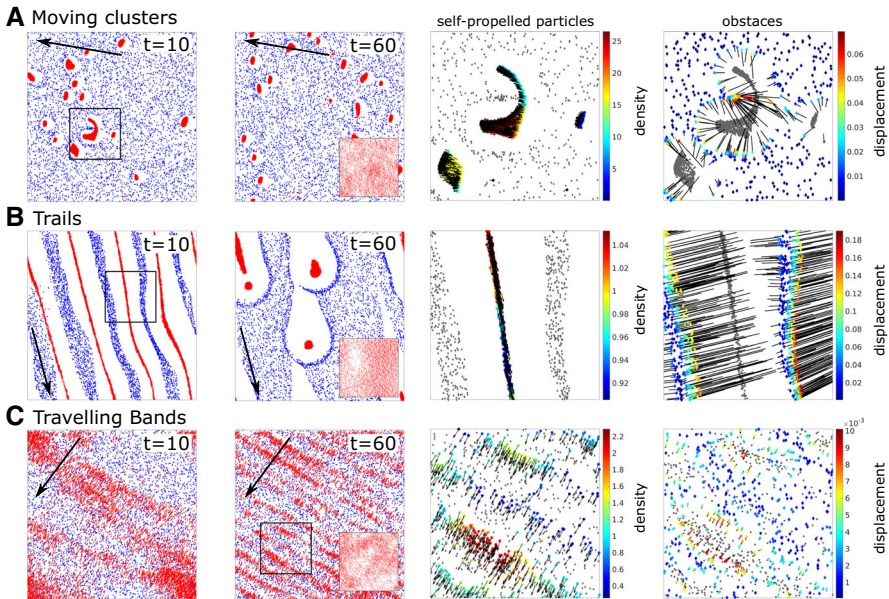 A Moving clusters
self-propelled particles
obstaces
t=10
t=60
25
20
15
10
5
density
0.06
0.05
0.04
0.03
0.02
0.01
displacement
B Trails
t=10
t=60
1.04
1.02
1
0.98
0.96
0.94
0.92
density
0.18
0.16
0.14
0.12
0.1
0.08
0.06
0.04
0.02
displacement
C Travelling Bands
t=10
t=60
2.2
2
1.8
1.6
1.4
1.2
1
0.8
0.6
0.4
density
×10⁻³
10
9
8
7
6
5
4
3
2
1
displacement